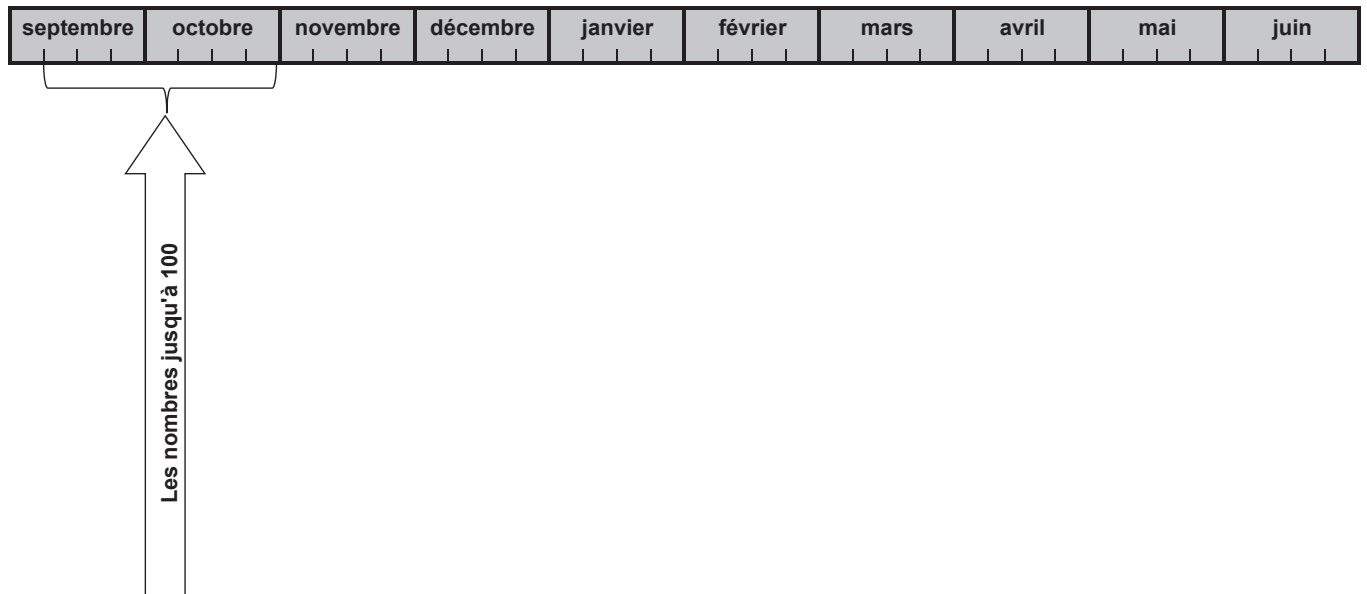 septembre octobre novembre décembre janvier février mars avril mai juin
Les nombres jusqu'à 100